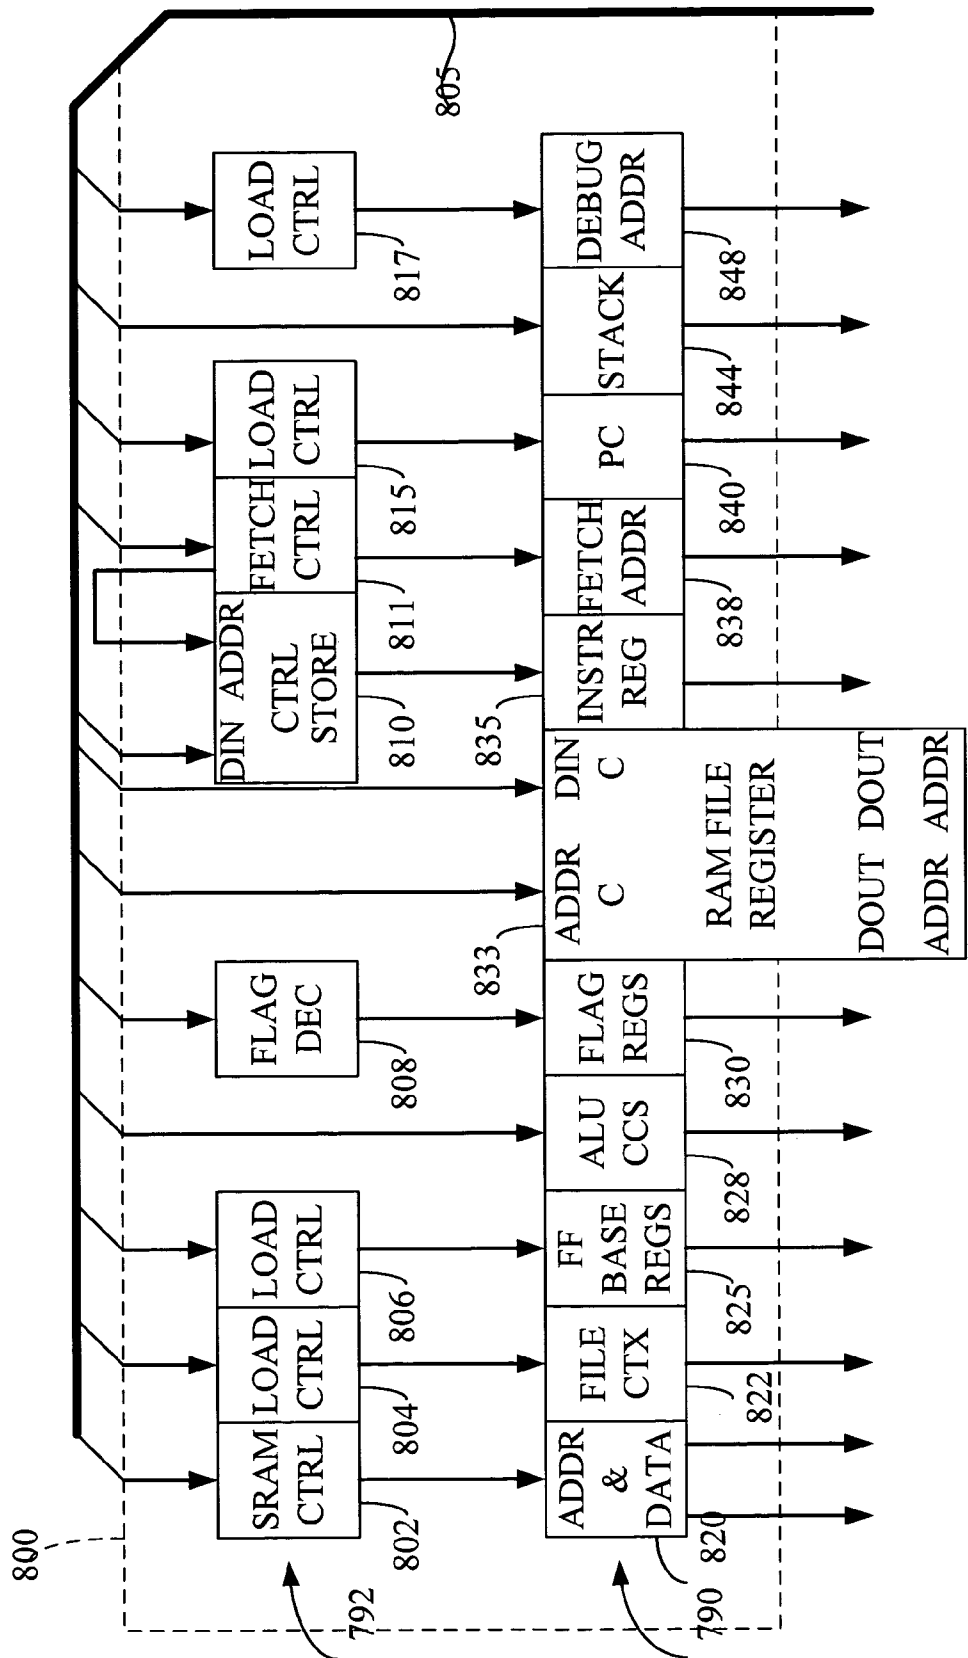 800
805
SRAM
CTRL
802
LOAD
CTRL
804
LOAD
CTRL
806
FLAG
DEC
808
DIN ADDR
CTRL
STORE
810
FETCH
CTRL
811
LOAD
CTRL
815
LOAD
CTRL
817
792
ADDR
&
DATA
820
FILE
CTX
822
FF
BASE
REGS
825
ALU
CCS
828
FLAG
REGS
830
833
ADDR DIN
C C
RAM FILE
REGISTER
DOUT DOUT
ADDR ADDR
835
INSTR
REG
FETCH
ADDR
838
PC
840
STACK
844
DEBUG
ADDR
848
790